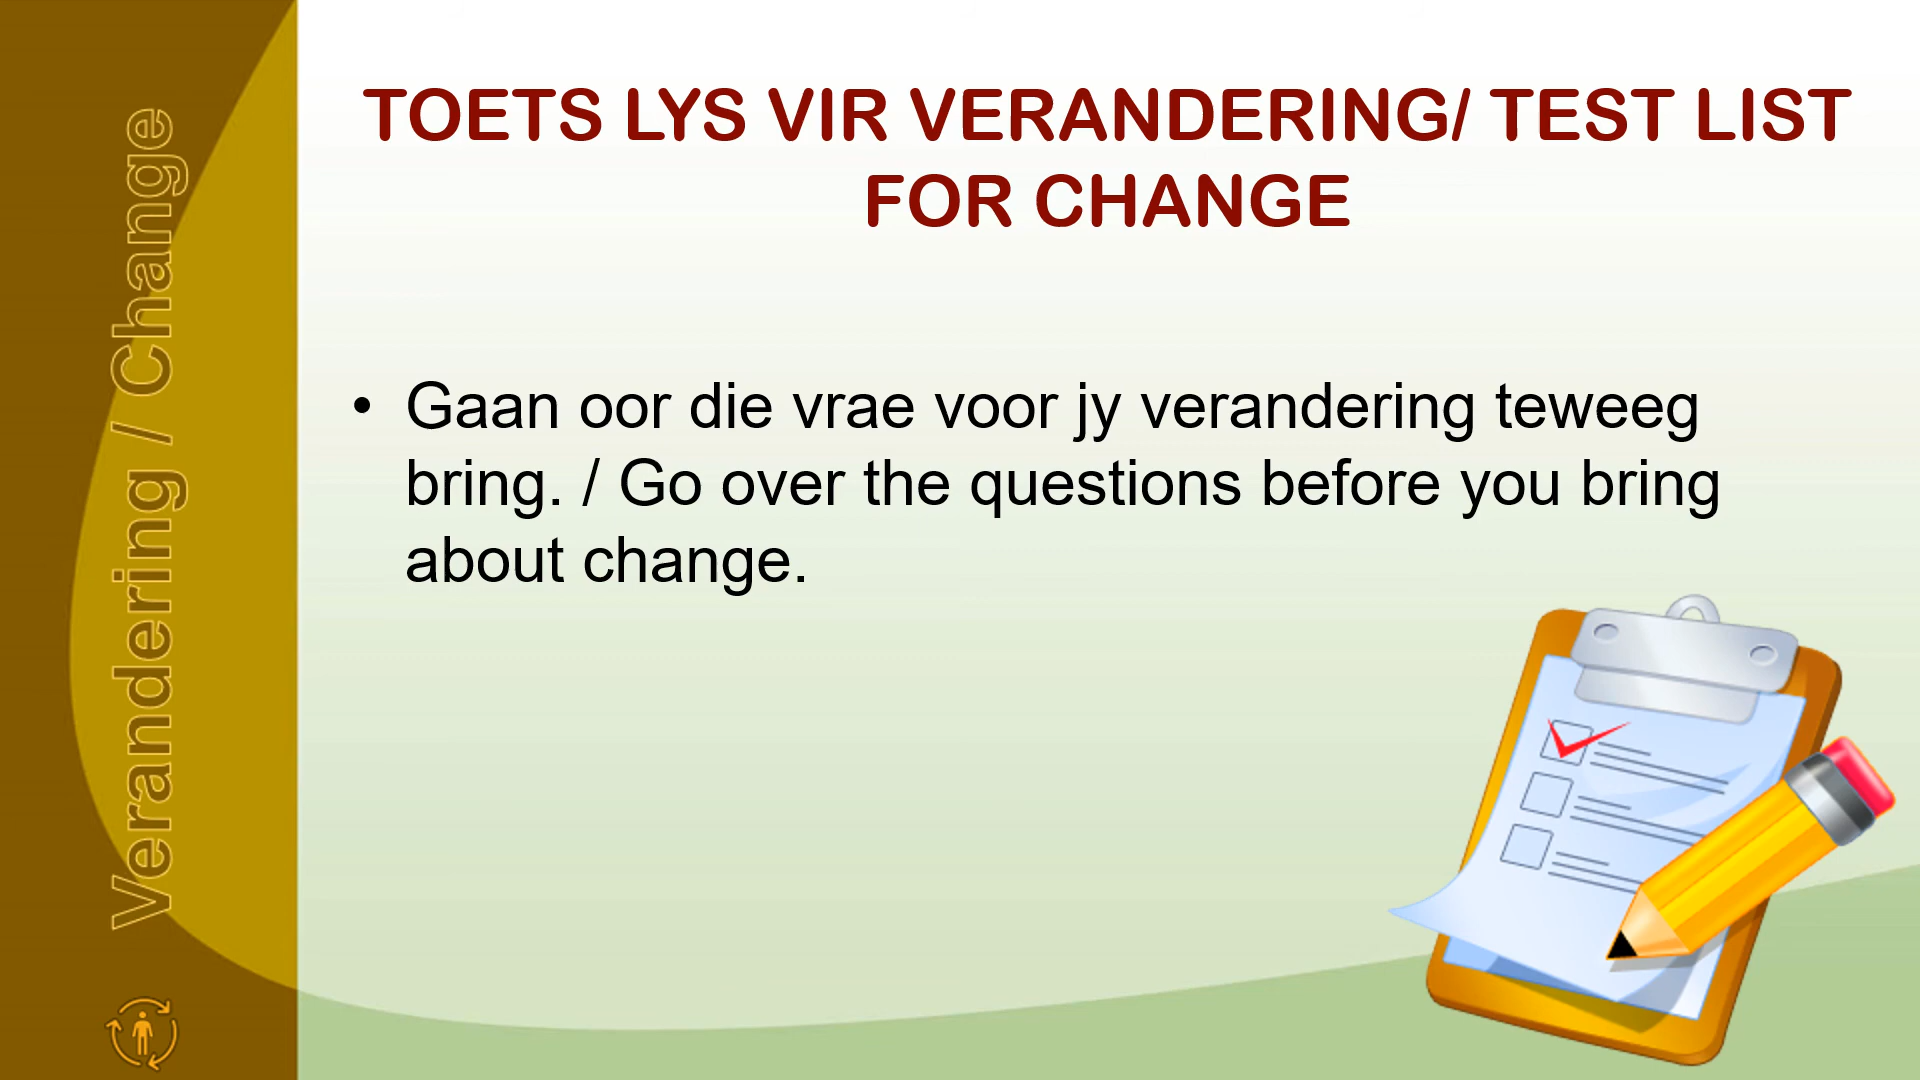 Verandering / Change
TOETS LYS VIR VERANDERING/ TEST LIST
FOR CHANGE
• Gaan oor die vrae voor jy verandering teweeg
bring. / Go over the questions before you bring
about change.